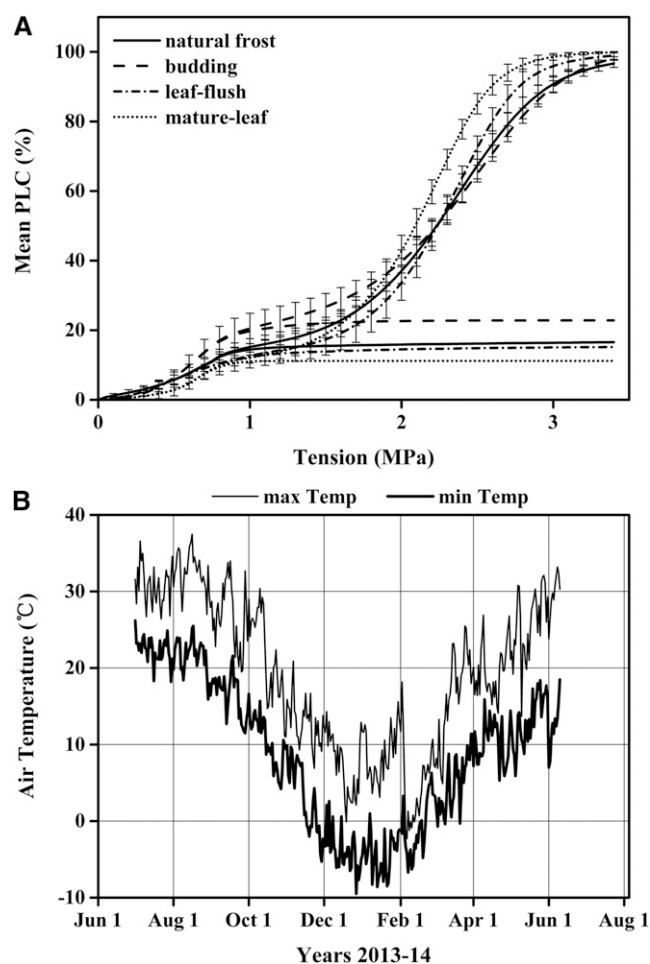 A
natural frost
budding
leaf-flush
mature-leaf
100
80
60
40
20
0
Mean PLC (%)
0 1 2 3
Tension (MPa)
B
max Temp min Temp
40
30
20
10
0
-10
Air Temperature (℃)
Jun 1 Aug 1 Oct 1 Dec 1 Feb 1 Apr 1 Jun 1 Aug 1
Years 2013-14